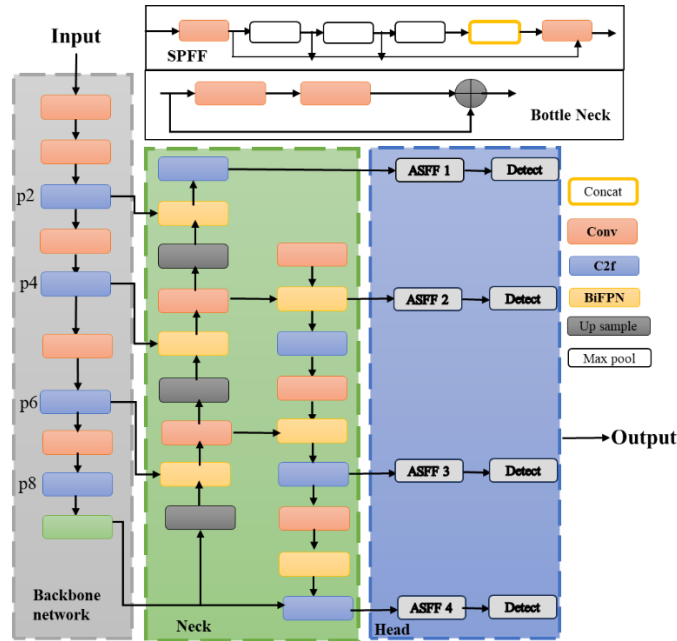 Input
SPFF
Bottle Neck
p2
p4
p6
p8
Backbone
network
Neck
ASFF 1
Detect
ASFF 2
Detect
ASFF 3
Detect
ASFF 4
Detect
Head
Concat
Conv
C2f
BiFPN
Up sample
Max pool
Output